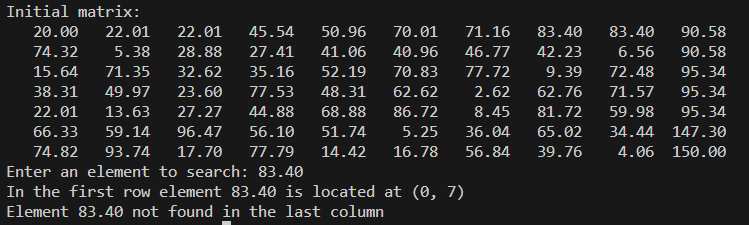 Initial matrix:
20.00 22.01 22.01 45.54 50.96 70.01 71.16 83.40 83.40 90.58
74.32 5.38 28.88 27.41 41.06 40.96 46.77 42.23 6.56 90.58
15.64 71.35 32.62 35.16 52.19 70.83 77.72 9.39 72.48 95.34
38.31 49.97 23.60 77.53 48.31 62.62 2.62 62.76 71.57 95.34
22.01 13.63 27.27 44.88 68.88 86.72 8.45 81.72 59.98 95.34
66.33 59.14 96.47 56.10 51.74 5.25 36.04 65.02 34.44 147.30
74.82 93.74 17.70 77.79 14.42 16.78 56.84 39.76 4.06 150.00
Enter an element to search: 83.40
In the first row element 83.40 is located at (0, 7)
Element 83.40 not found in the last column